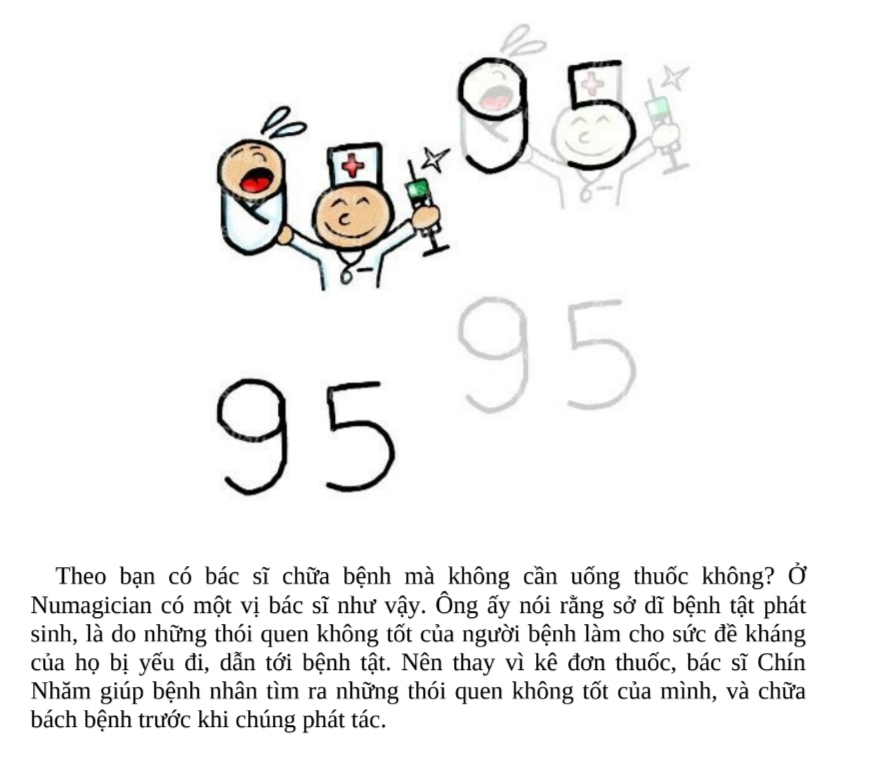 95
95
95
Theo bạn có bác sĩ chữa bệnh mà không cần uống thuốc không? Ở
Numagician có một vị bác sĩ như vậy. Ông ấy nói rằng sở dĩ bệnh tật phát
sinh, là do những thói quen không tốt của người bệnh làm cho sức đề kháng
của họ bị yếu đi, dẫn tới bệnh tật. Nên thay vì kê đơn thuốc, bác sĩ Chín
Nhăm giúp bệnh nhân tìm ra những thói quen không tốt của mình, và chữa
bách bệnh trước khi chúng phát tác.